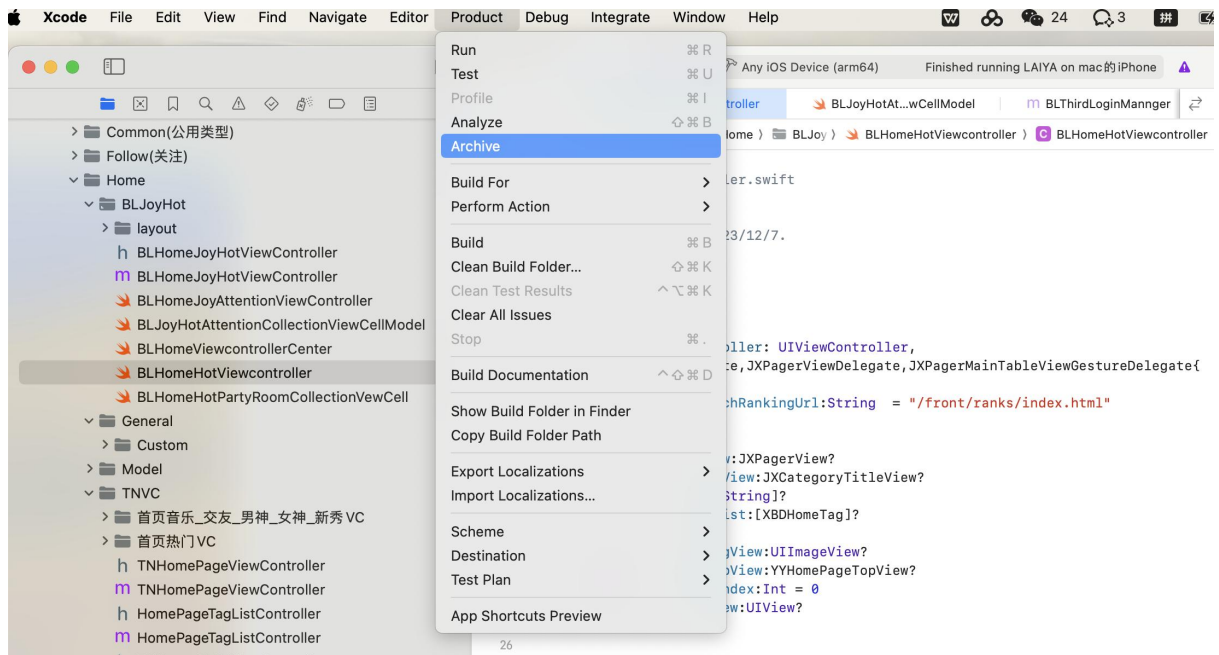 Xcode File Edit View Find Navigate Editor Product Debug Integrate Window Help 24 3 拼
Any iOS Device (arm64) Finished running LAIYA on mac的iPhone
troller BLJoyHotAt...wCellModel BLThirdLoginMannger
ome BLJoy BLHomeHotViewcontroller C BLHomeHotViewcontroller
Run ⌘ R
Test ⌘ U
Profile ⌘ I
Analyze ⇧ ⌘ B
Archive
Build For
Perform Action
Build ⌘ B
Clean Build Folder... ⇧ ⌘ K
Clean Test Results ^ ⌥ ⌘ K
Clear All Issues
Stop ⌘ .
Build Documentation ^ ⇧ ⌘ D
Show Build Folder in Finder
Copy Build Folder Path
Export Localizations
Import Localizations...
Scheme
Destination
Test Plan
App Shortcuts Preview
Common(公用类型)
Follow(关注)
Home
BLJoyHot
layout
h BLHomeJoyHotViewController
m BLHomeJoyHotViewController
BLHomeJoyAttentionViewController
BLJoyHotAttentionCollectionViewCellModel
BLHomeViewcontrollerCenter
BLHomeHotViewcontroller
BLHomeHotPartyRoomCollectionVewCell
General
Custom
Model
TNVC
首页音乐_交友_男神_女神_新秀VC
首页热门VC
h TNHomePageViewController
m TNHomePageViewController
h HomePageTagListController
m HomePageTagListController
ler.swift
23/12/7.
oller: UIViewController,
te,JXPagerViewDelegate,JXPagerMainTableViewGestureDelegate{
chRankingUrl:String = "/front/ranks/index.html"
w:JXPagerView?
View:JXCategoryTitleView?
String]?
ist:[XBDHomeTag]?
gView:UIImageView?
pView:YYHomePageTopView?
ndex:Int = 0
ew:UIView?
26